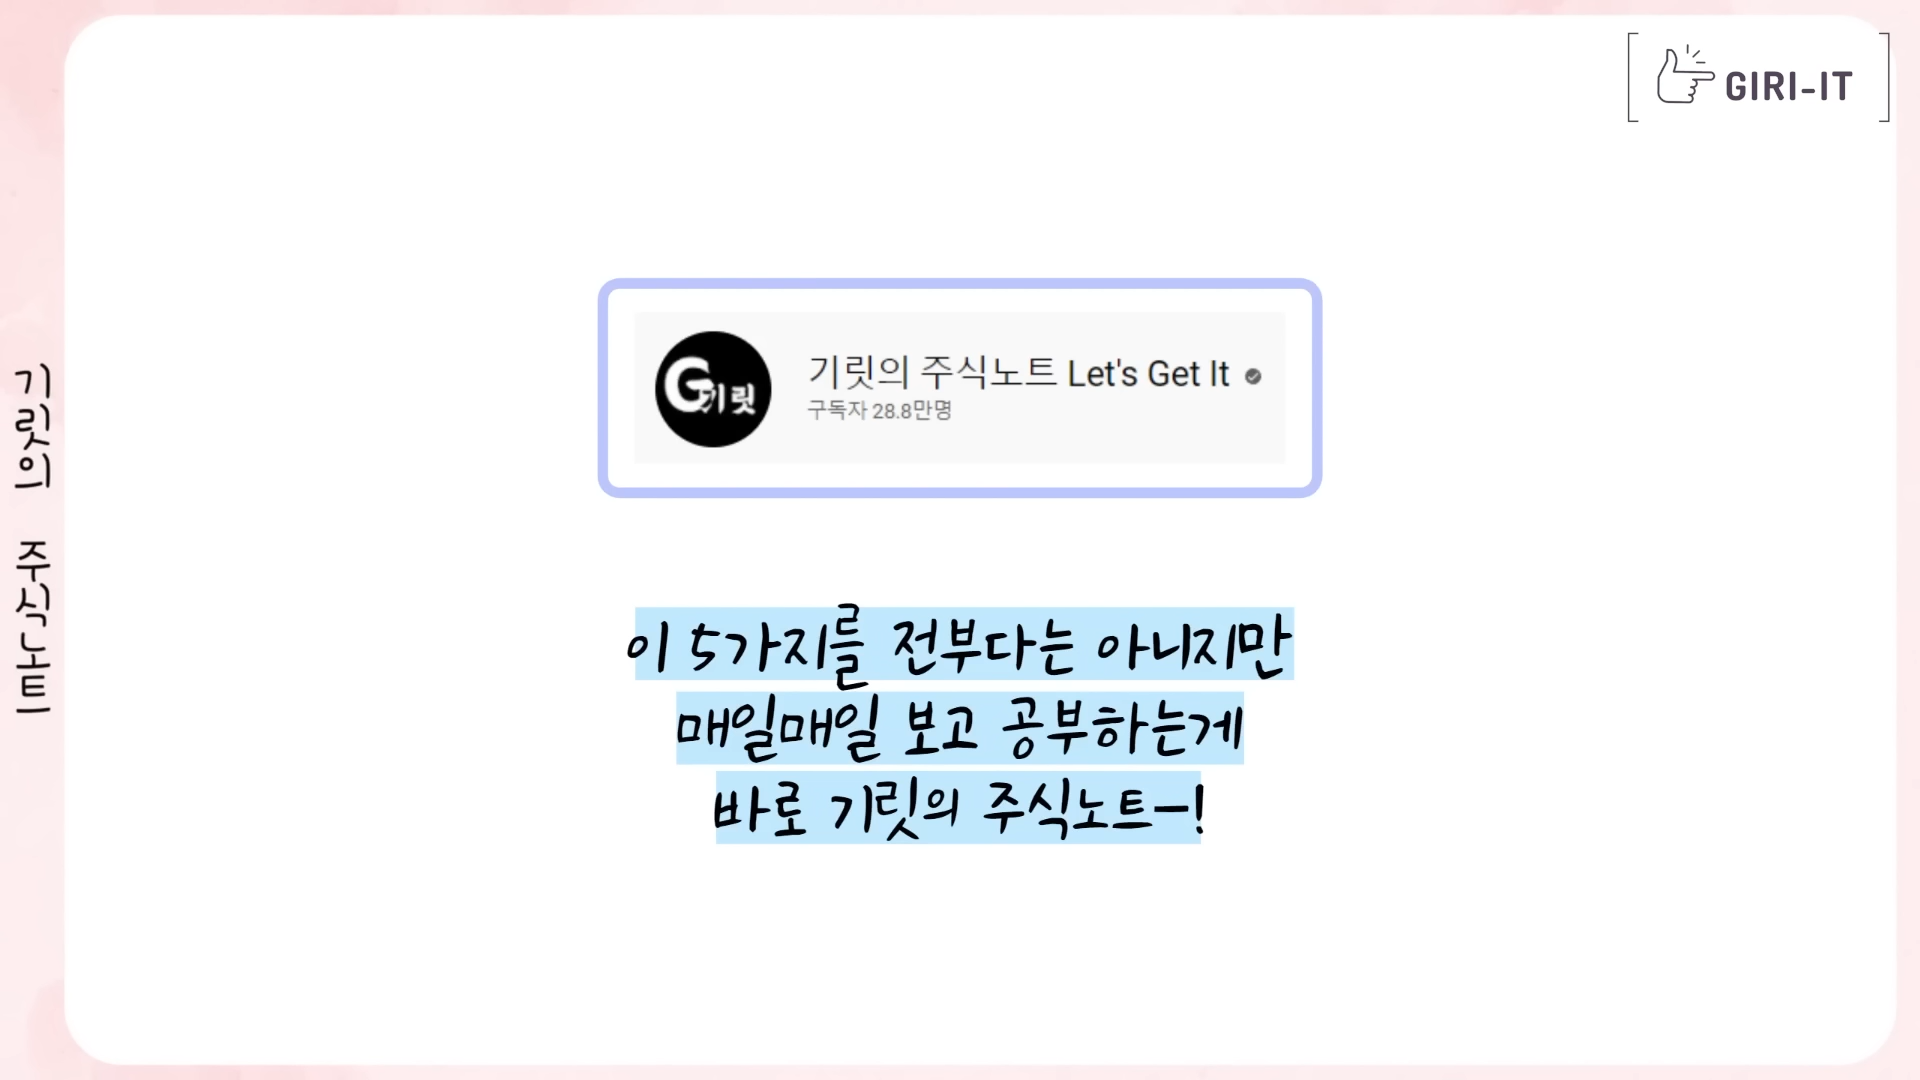 GIRI-IT
기릿의 주식노트
G기릿
기릿의 주식노트 Let's Get It
구독자 28.8만명
이 5가지를 전부다는 아니지만
매일매일 보고 공부하는게
바로 기릿의 주식노트-!